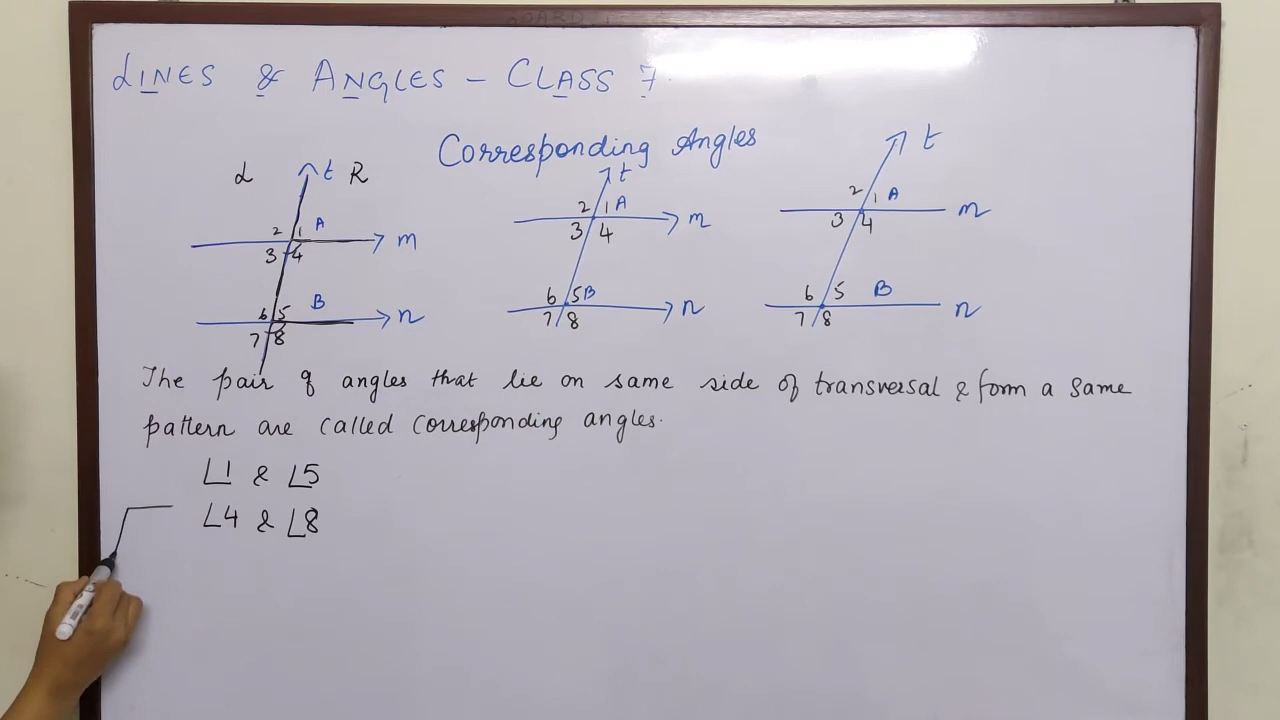 LINES & ANGLES – CLASS 7
Corresponding Angles
L t R
2 1 A
3 4 m
6 5 B
7 8 n
t
2 1 A
3 4 m
6 5 B
7 8 n
t
2 1 A
3 4 m
6 5 B
7 8 n
The pair of angles that lie on same side of transversal & form a same
pattern are called corresponding angles.
∠1 & ∠5
∠4 & ∠8